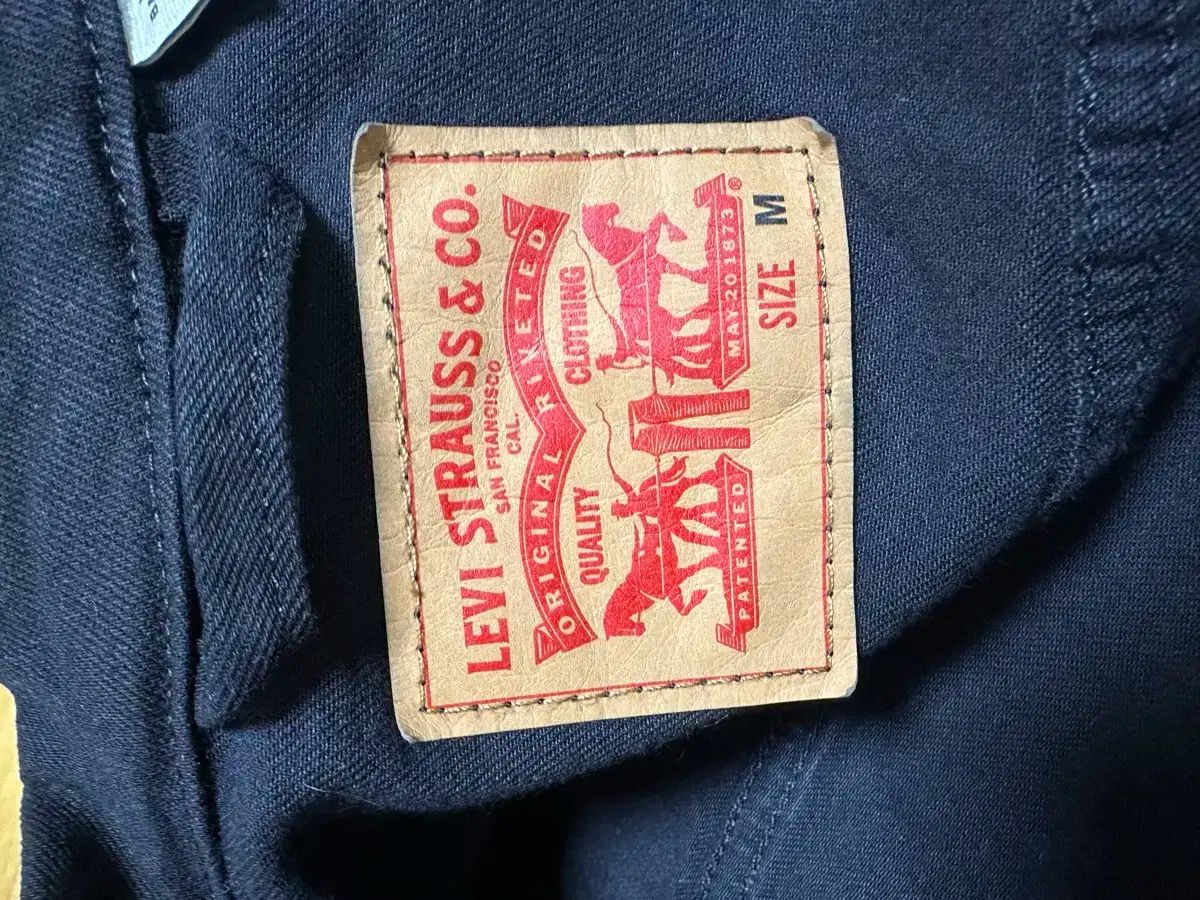 LEVI STRAUSS & CO.
SAN FRANCISCO
CAL.
ORIGINAL RIVETED
QUALITY CLOTHING
PATENTED MAY 20 1873 ®
SIZE M